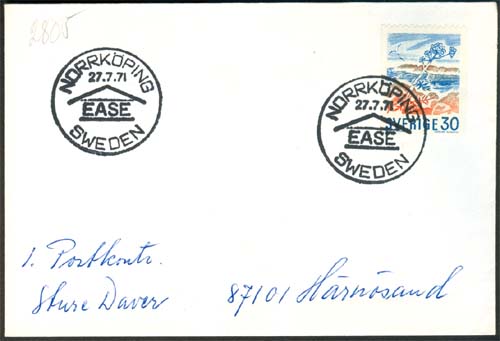 2805
NORRKÖPING
27.7.71
EASE
SWEDEN
NORRKÖPING
27.7.71
EASE
SWEDEN
SVERIGE 30
1. Postkontr.
Sture Daver
87101 Härnösand